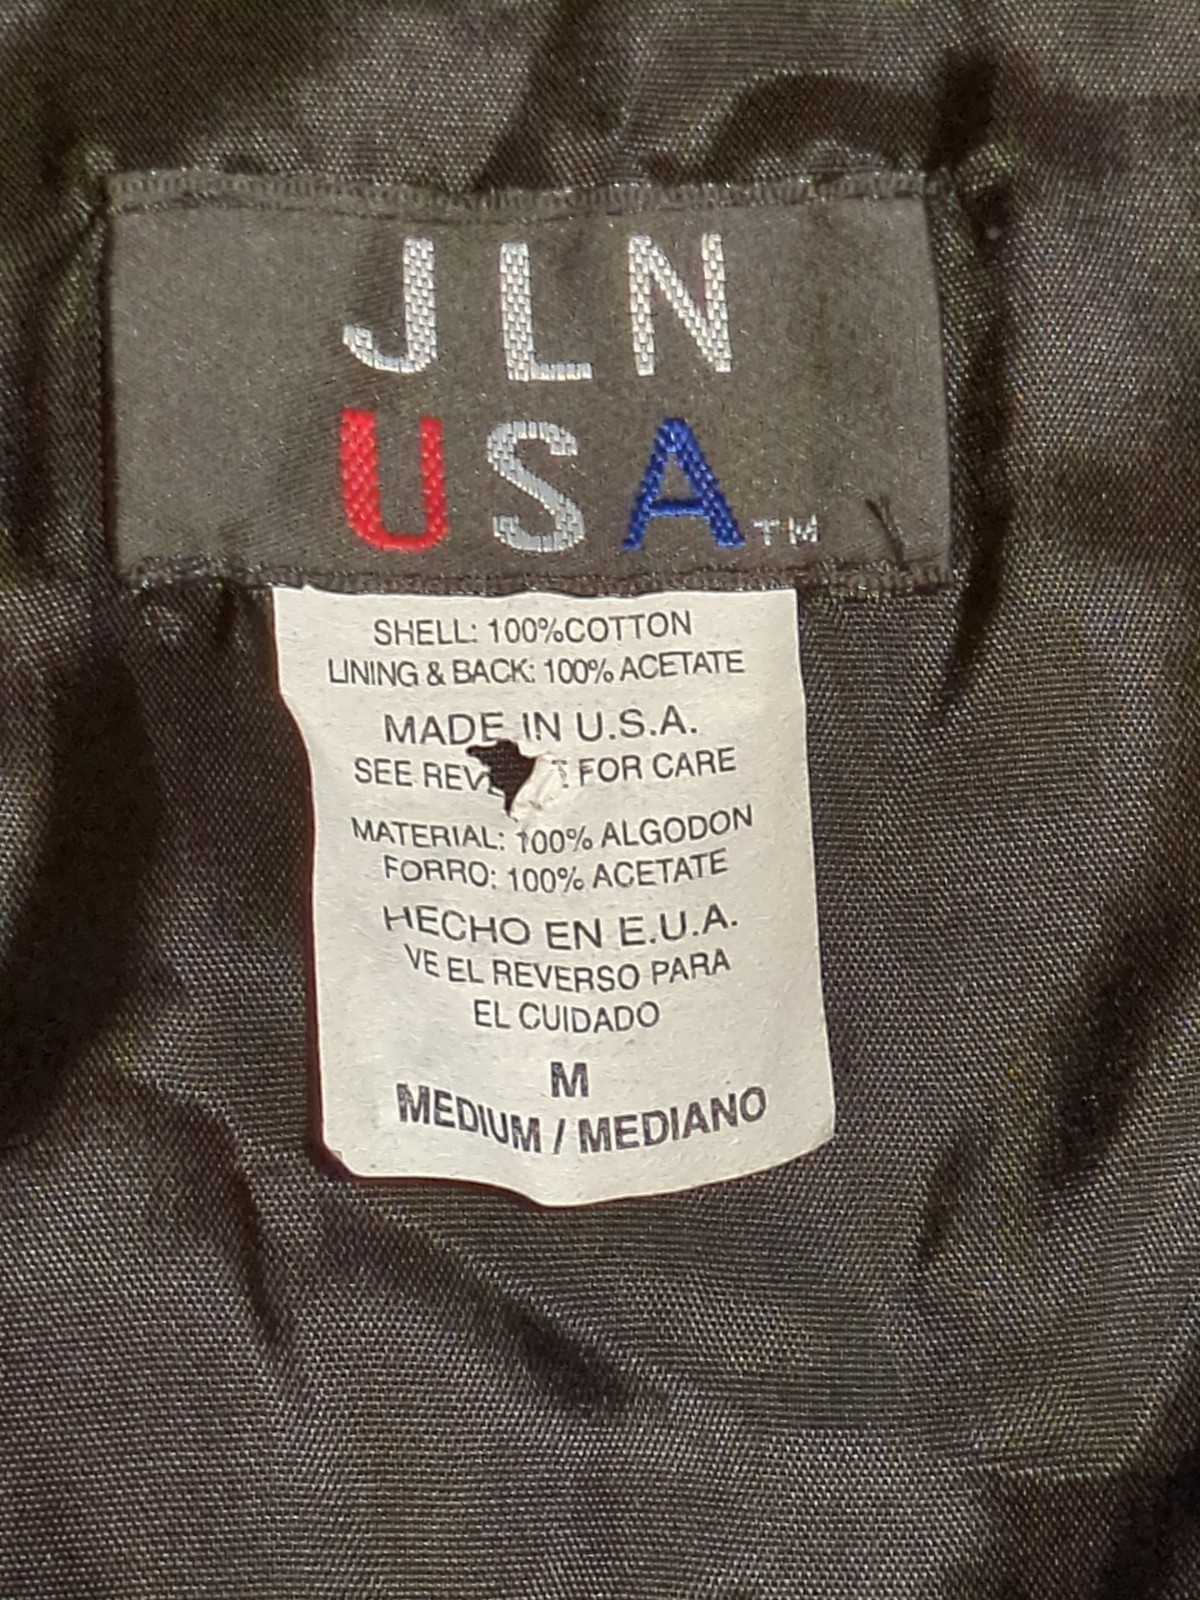 JLN
USA™
SHELL: 100%COTTON
LINING & BACK: 100% ACETATE
MADE IN U.S.A.
SEE FOR CARE
MATERIAL: 100% ALGODON
FORRO: 100% ACETATE
HECHO EN E.U.A.
VE EL REVERSO PARA
EL CUIDADO
M
MEDIUM / MEDIANO